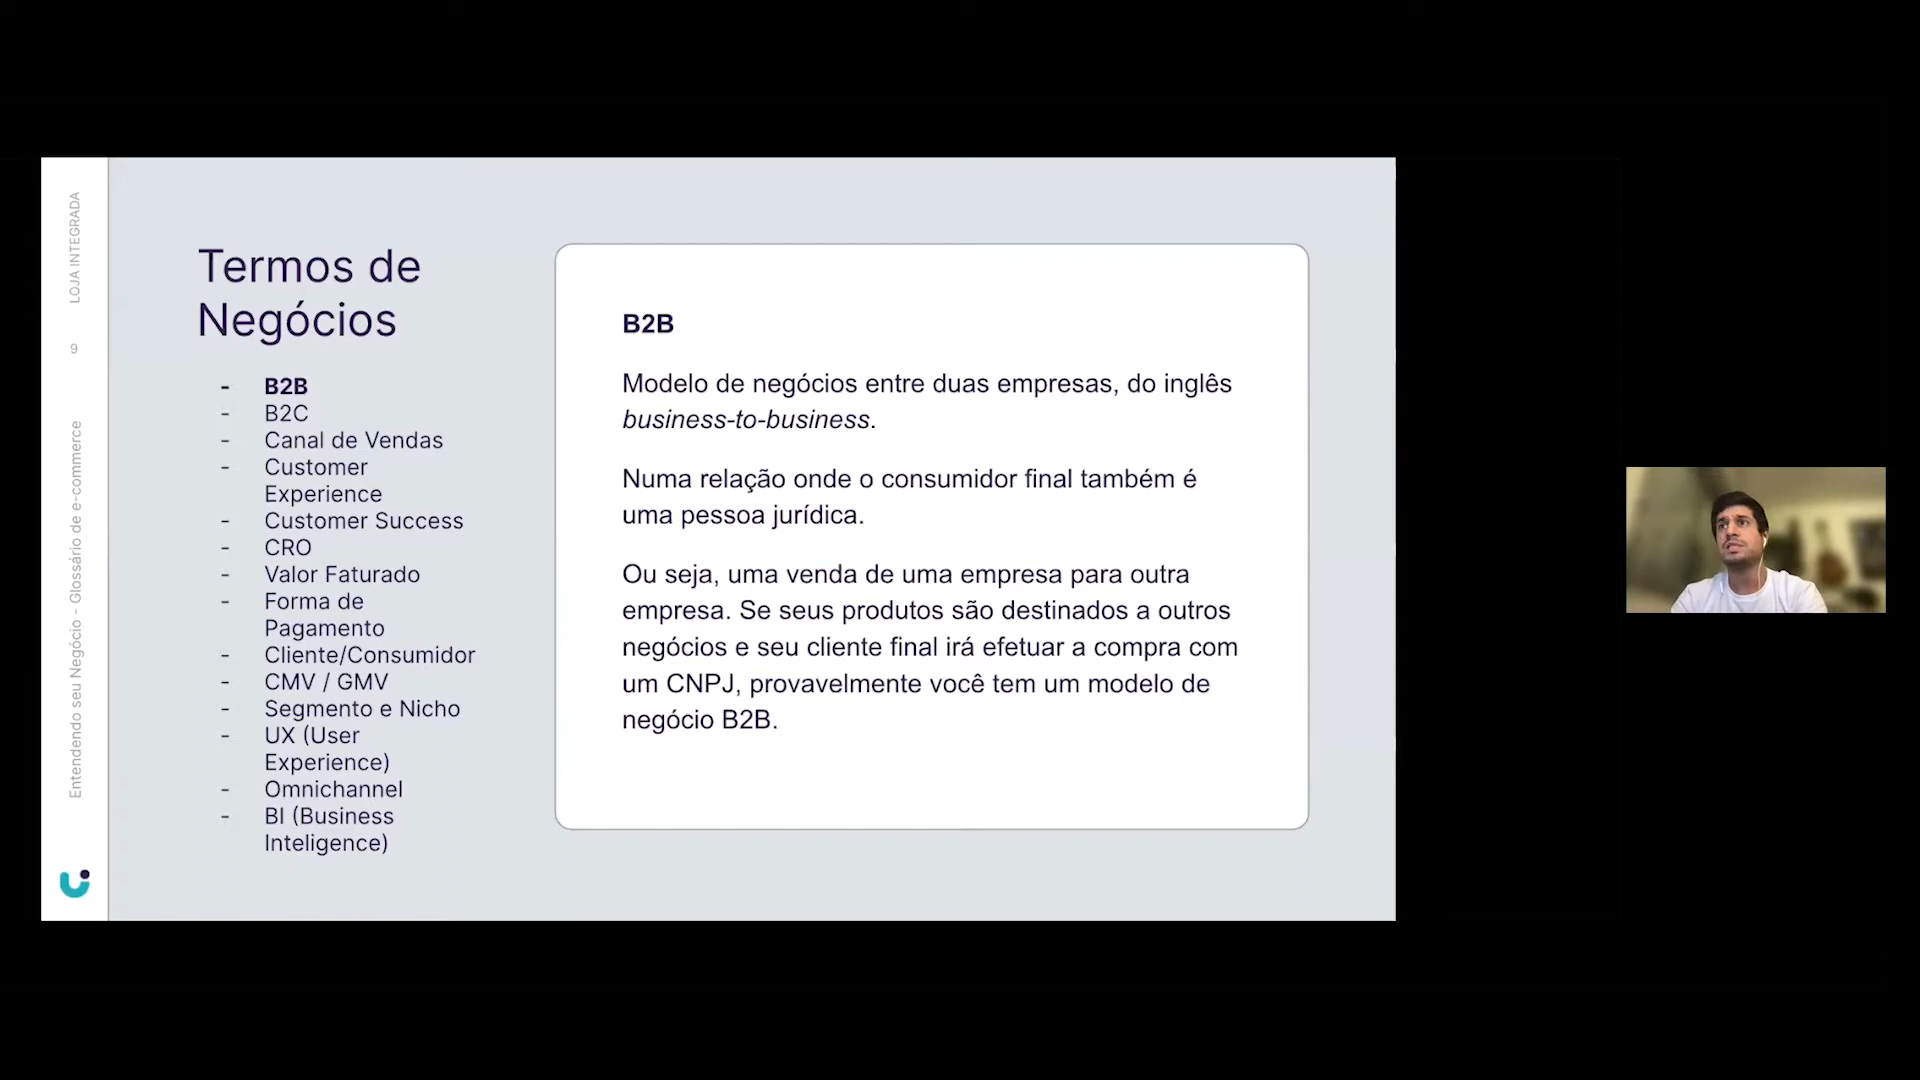 LOJA INTEGRADA
9
Entendendo seu Negócio - Glossário de e-commerce
Termos de
Negócios
- B2B
- B2C
- Canal de Vendas
- Customer
Experience
- Customer Success
- CRO
- Valor Faturado
- Forma de
Pagamento
- Cliente/Consumidor
- CMV / GMV
- Segmento e Nicho
- UX (User
Experience)
- Omnichannel
- BI (Business
Inteligence)
B2B
Modelo de negócios entre duas empresas, do inglês
business-to-business.
Numa relação onde o consumidor final também é
uma pessoa jurídica.
Ou seja, uma venda de uma empresa para outra
empresa. Se seus produtos são destinados a outros
negócios e seu cliente final irá efetuar a compra com
um CNPJ, provavelmente você tem um modelo de
negócio B2B.